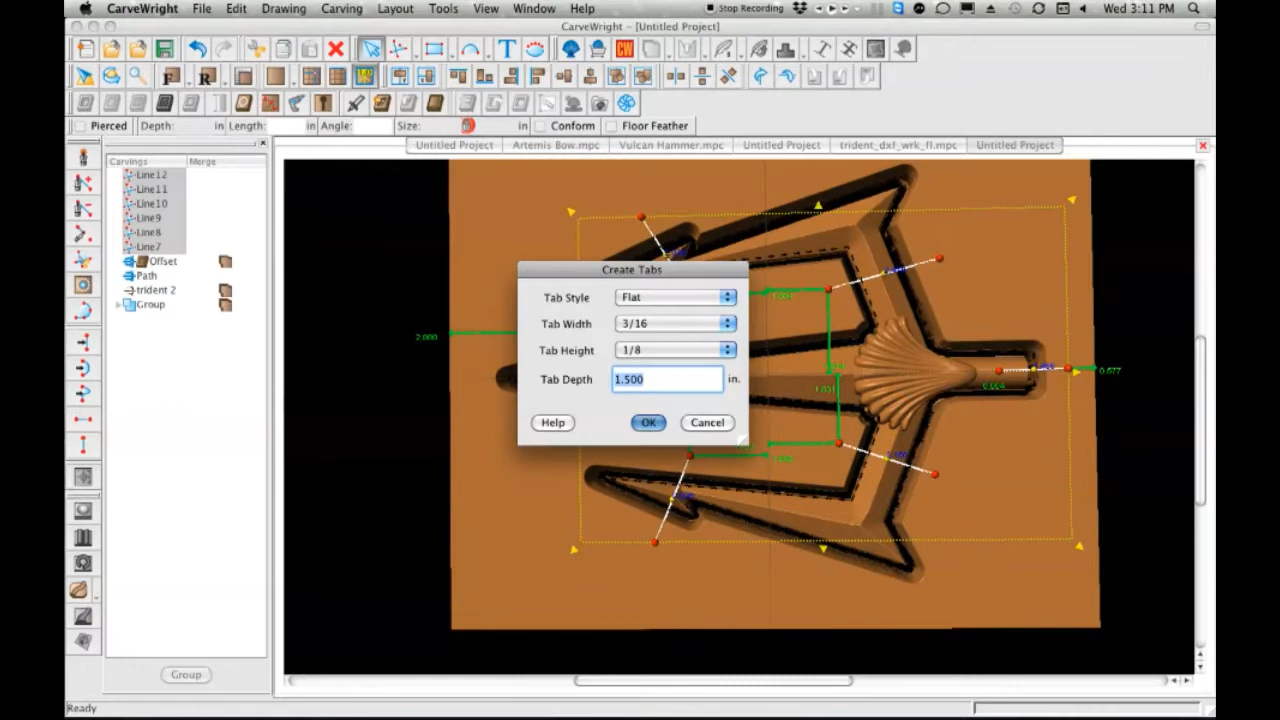 CarveWright File Edit Drawing Carving Layout Tools View Window Help Stop Recording Wed 3:11 PM
CarveWright - [Untitled Project]
Pierced Depth: in Length: in Angle: Size: in Conform Floor Feather
Untitled Project Artemis Bow.mpc Vulcan Hammer.mpc Untitled Project trident_dxf_wrk_fl.mpc Untitled Project
Carvings Merge
Line12
Line11
Line10
Line9
Line8
Line7
Offset
Path
trident 2
Group
Create Tabs
Tab Style Flat
Tab Width 3/16
Tab Height 1/8
Tab Depth 1.500 in.
Help OK Cancel
2.000
0.664
0.677
1.031
Group
Ready